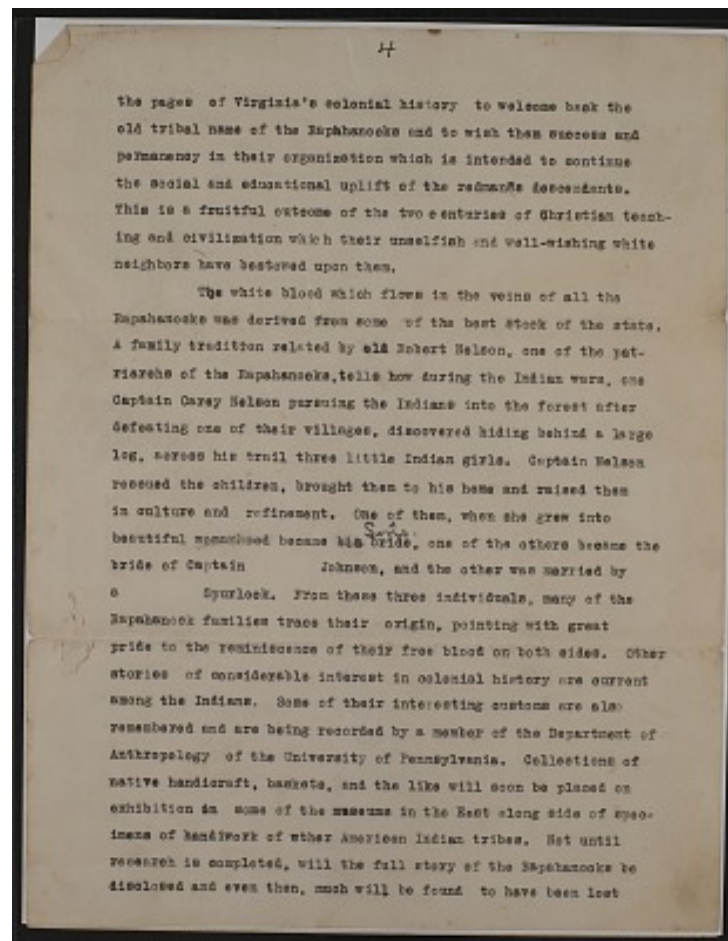 4
the pages of Virginia's colonial history to welcome back the
old tribal name of the Rapahanocks and to wish them success and
permanency in their organization which is intended to continue
the social and educational uplift of the redman's descendants.
This is a fruitful outcome of the two centuries of Christian teach-
ing and civilization which their unselfish and well-wishing white
neighbors have bestowed upon them.
The white blood which flows in the veins of all the
Rapahanocks was derived from some of the best stock of the state.
A family tradition related by old Robert Nelson, one of the pat-
riarchs of the Rapahanocks, tells how during the Indian wars, one
Captain Carey Nelson pursuing the Indians into the forest after
defeating one of their villages, discovered hiding behind a large
log, across his trail three little Indian girls. Captain Nelson
rescued the children, brought them to his home and raised them
in culture and refinement. One of them, when she grew into
beautiful womanhood became his bride, one of the others became the
bride of Captain Johnson, and the other was married by
a Spurlock. From these three individuals, many of the
Rapahanock families trace their origin, pointing with great
pride to the reminiscence of their free blood on both sides. Other
stories of considerable interest in colonial history are current
among the Indians. Some of their interesting customs are also
remembered and are being recorded by a member of the Department of
Anthropology of the University of Pennsylvania. Collections of
native handicraft, baskets, and the like will soon be placed on
exhibition in some of the museums in the East along side of spec-
imens of handiwork of other American Indian tribes. Not until
research is completed, will the full story of the Rapahanocks be
disclosed and even then, much will be found to have been lost